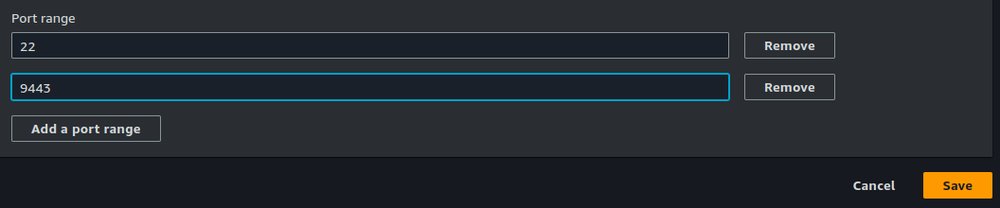 Port range
22
Remove
9443
Remove
Add a port range
Cancel
Save